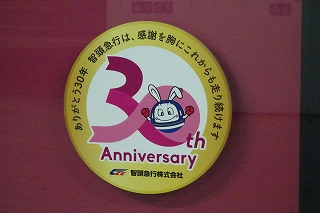 ありがとう30年 智頭急行は、感謝を胸にこれからも走り続けます
30th
Anniversary
智頭急行株式会社